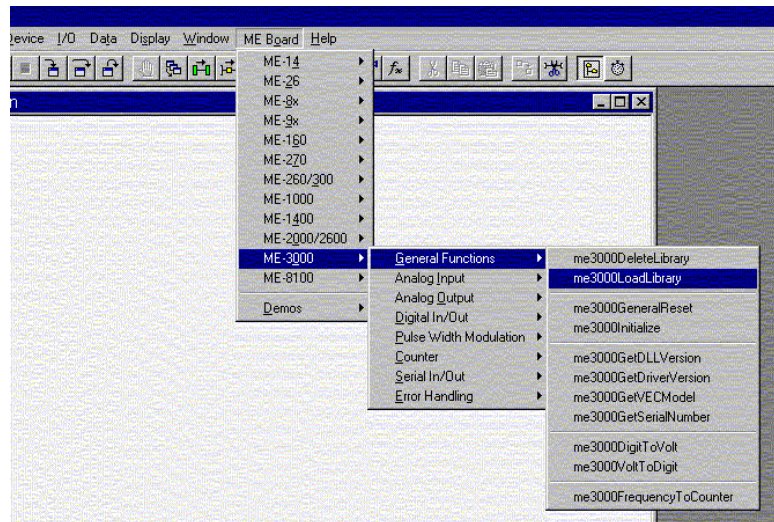 Device I/O Data Display Window ME Board Help
ME-14
ME-26
ME-8x
ME-9x
ME-160
ME-270
ME-260/300
ME-1000
ME-1400
ME-2000/2600
ME-3000
ME-8100
Demos
General Functions
Analog Input
Analog Output
Digital In/Out
Pulse Width Modulation
Counter
Serial In/Out
Error Handling
me3000DeleteLibrary
me3000LoadLibrary
me3000GeneralReset
me3000Initialize
me3000GetDLLVersion
me3000GetDriverVersion
me3000GetVECModel
me3000GetSerialNumber
me3000DigitToVolt
me3000VoltToDigit
me3000FrequencyToCounter